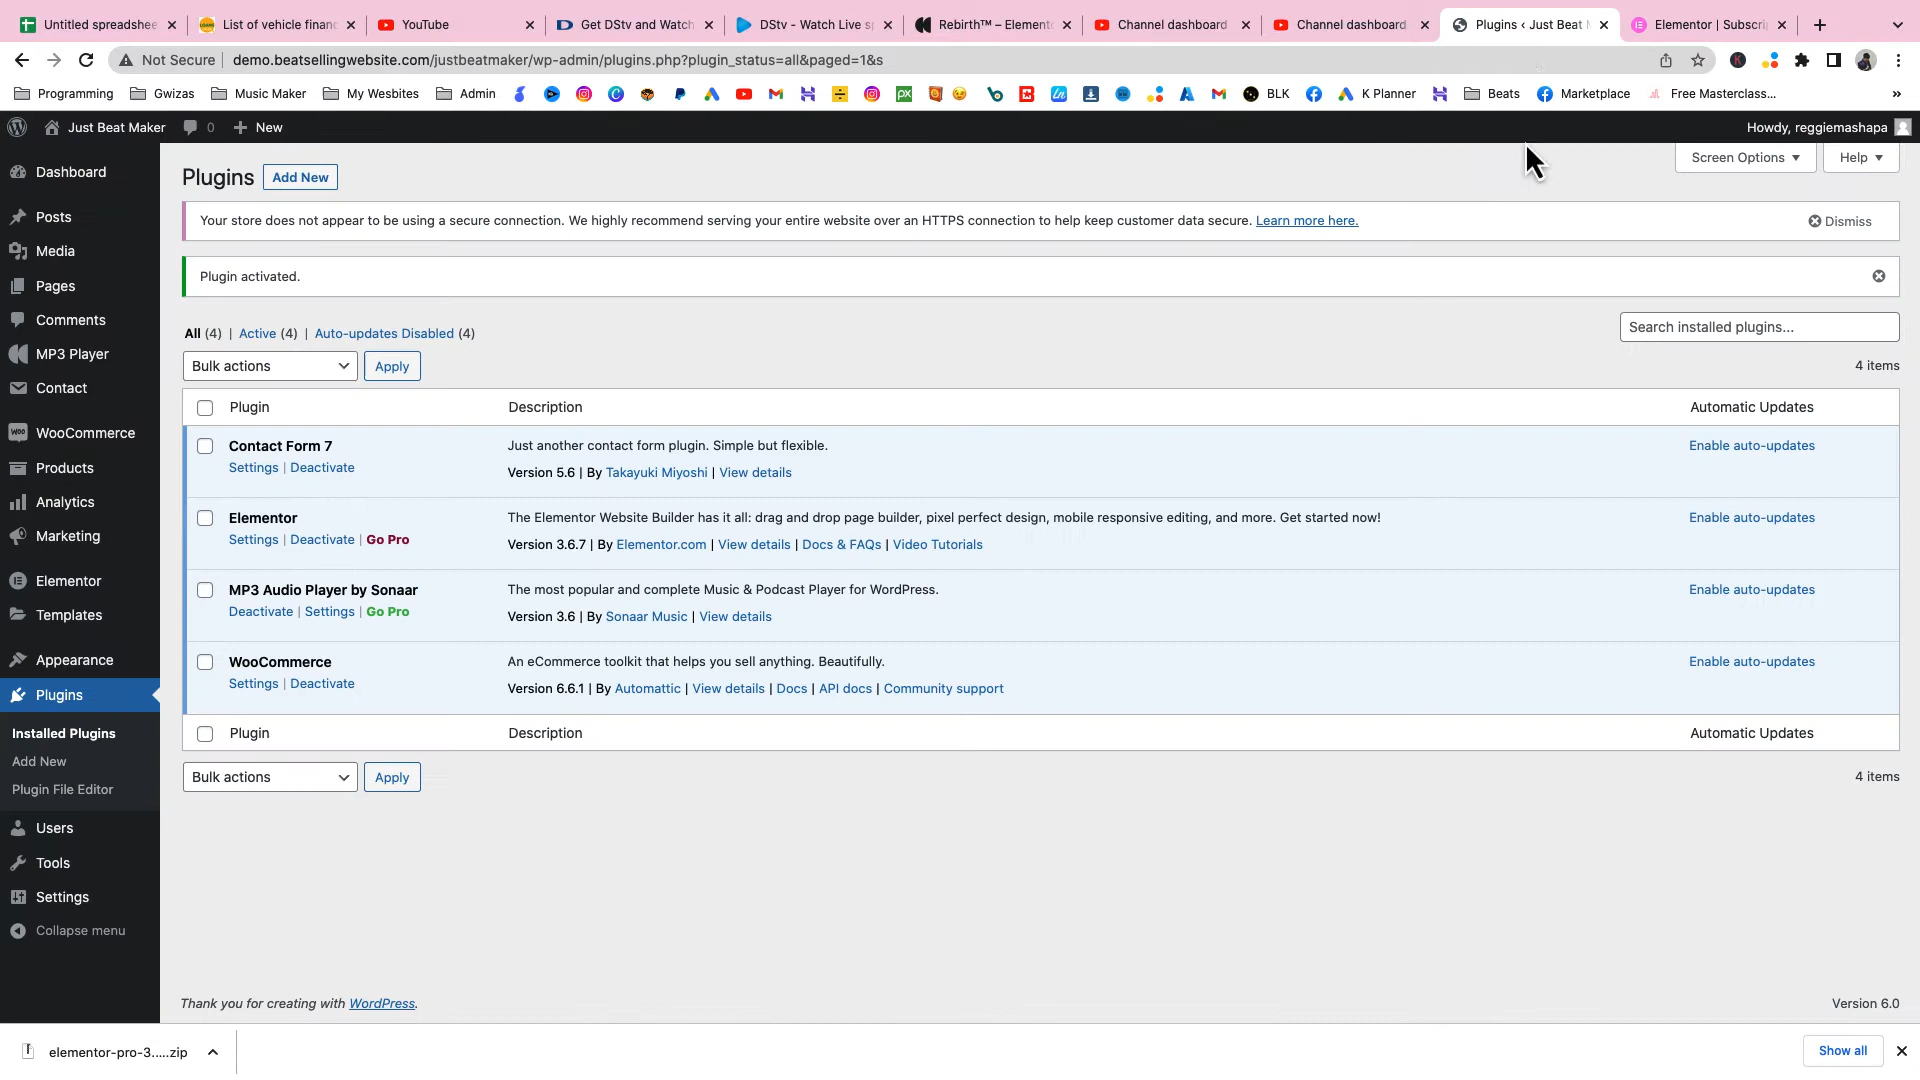 Untitled spreadshee
List of vehicle financ
YouTube
Get DStv and Watch
DStv - Watch Live s
Rebirth™ – Element
Channel dashboard
Channel dashboard
Plugins ‹ Just Beat M
Elementor | Subscri
Not Secure
demo.beatsellingwebsite.com/justbeatmaker/wp-admin/plugins.php?plugin_status=all&paged=1&s
Programming
Gwizas
Music Maker
My Wesbites
Admin
BLK
K Planner
Beats
Marketplace
Free Masterclass...
»
Just Beat Maker
0
New
Howdy, reggiemashapa
Dashboard
Posts
Media
Pages
Comments
MP3 Player
Contact
WooCommerce
Products
Analytics
Marketing
Elementor
Templates
Appearance
Plugins
Installed Plugins
Add New
Plugin File Editor
Users
Tools
Settings
Collapse menu
Plugins
Add New
Screen Options
Help
Your store does not appear to be using a secure connection. We highly recommend serving your entire website over an HTTPS connection to help keep customer data secure. Learn more here.
Dismiss
Plugin activated.
All (4) | Active (4) | Auto-updates Disabled (4)
Search installed plugins...
Bulk actions
Apply
4 items
Plugin
Description
Automatic Updates
Contact Form 7
Just another contact form plugin. Simple but flexible.
Enable auto-updates
Settings | Deactivate
Version 5.6 | By Takayuki Miyoshi | View details
Elementor
The Elementor Website Builder has it all: drag and drop page builder, pixel perfect design, mobile responsive editing, and more. Get started now!
Enable auto-updates
Settings | Deactivate | Go Pro
Version 3.6.7 | By Elementor.com | View details | Docs & FAQs | Video Tutorials
MP3 Audio Player by Sonaar
The most popular and complete Music & Podcast Player for WordPress.
Enable auto-updates
Deactivate | Settings | Go Pro
Version 3.6 | By Sonaar Music | View details
WooCommerce
An eCommerce toolkit that helps you sell anything. Beautifully.
Enable auto-updates
Settings | Deactivate
Version 6.6.1 | By Automattic | View details | Docs | API docs | Community support
Plugin
Description
Automatic Updates
Bulk actions
Apply
4 items
Thank you for creating with WordPress.
Version 6.0
elementor-pro-3.....zip
Show all